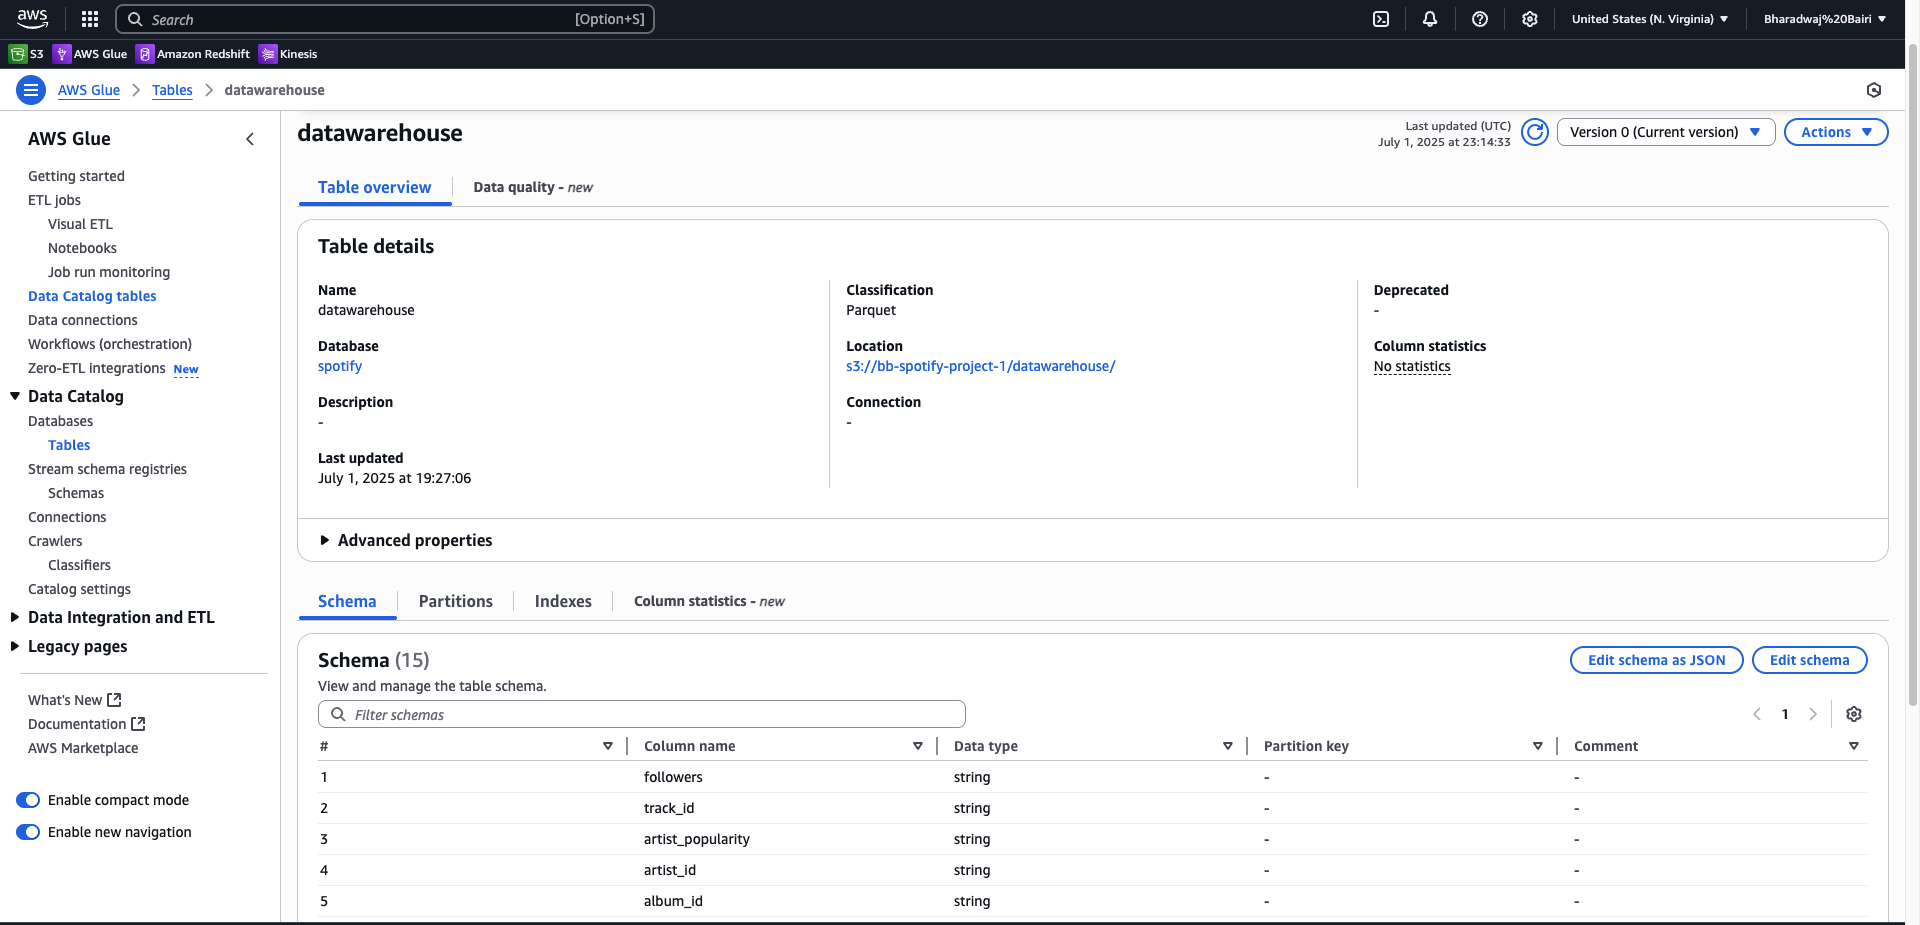 aws
Search
[Option+S]
United States (N. Virginia)
Bharadwaj%20Bairi
S3
AWS Glue
Amazon Redshift
Kinesis
AWS Glue
Tables
datawarehouse
AWS Glue
Getting started
ETL jobs
Visual ETL
Notebooks
Job run monitoring
Data Catalog tables
Data connections
Workflows (orchestration)
Zero-ETL integrations New
Data Catalog
Databases
Tables
Stream schema registries
Schemas
Connections
Crawlers
Classifiers
Catalog settings
Data Integration and ETL
Legacy pages
What's New
Documentation
AWS Marketplace
Enable compact mode
Enable new navigation
datawarehouse
Last updated (UTC)
July 1, 2025 at 23:14:33
Version 0 (Current version)
Actions
Table overview
Data quality - new
Table details
Name
datawarehouse
Database
spotify
Description
-
Last updated
July 1, 2025 at 19:27:06
Classification
Parquet
Location
s3://bb-spotify-project-1/datawarehouse/
Connection
-
Deprecated
-
Column statistics
No statistics
Advanced properties
Schema
Partitions
Indexes
Column statistics - new
Schema (15)
View and manage the table schema.
Edit schema as JSON
Edit schema
Filter schemas
1
# Column name Data type Partition key Comment
1 followers string - -
2 track_id string - -
3 artist_popularity string - -
4 artist_id string - -
5 album_id string - -